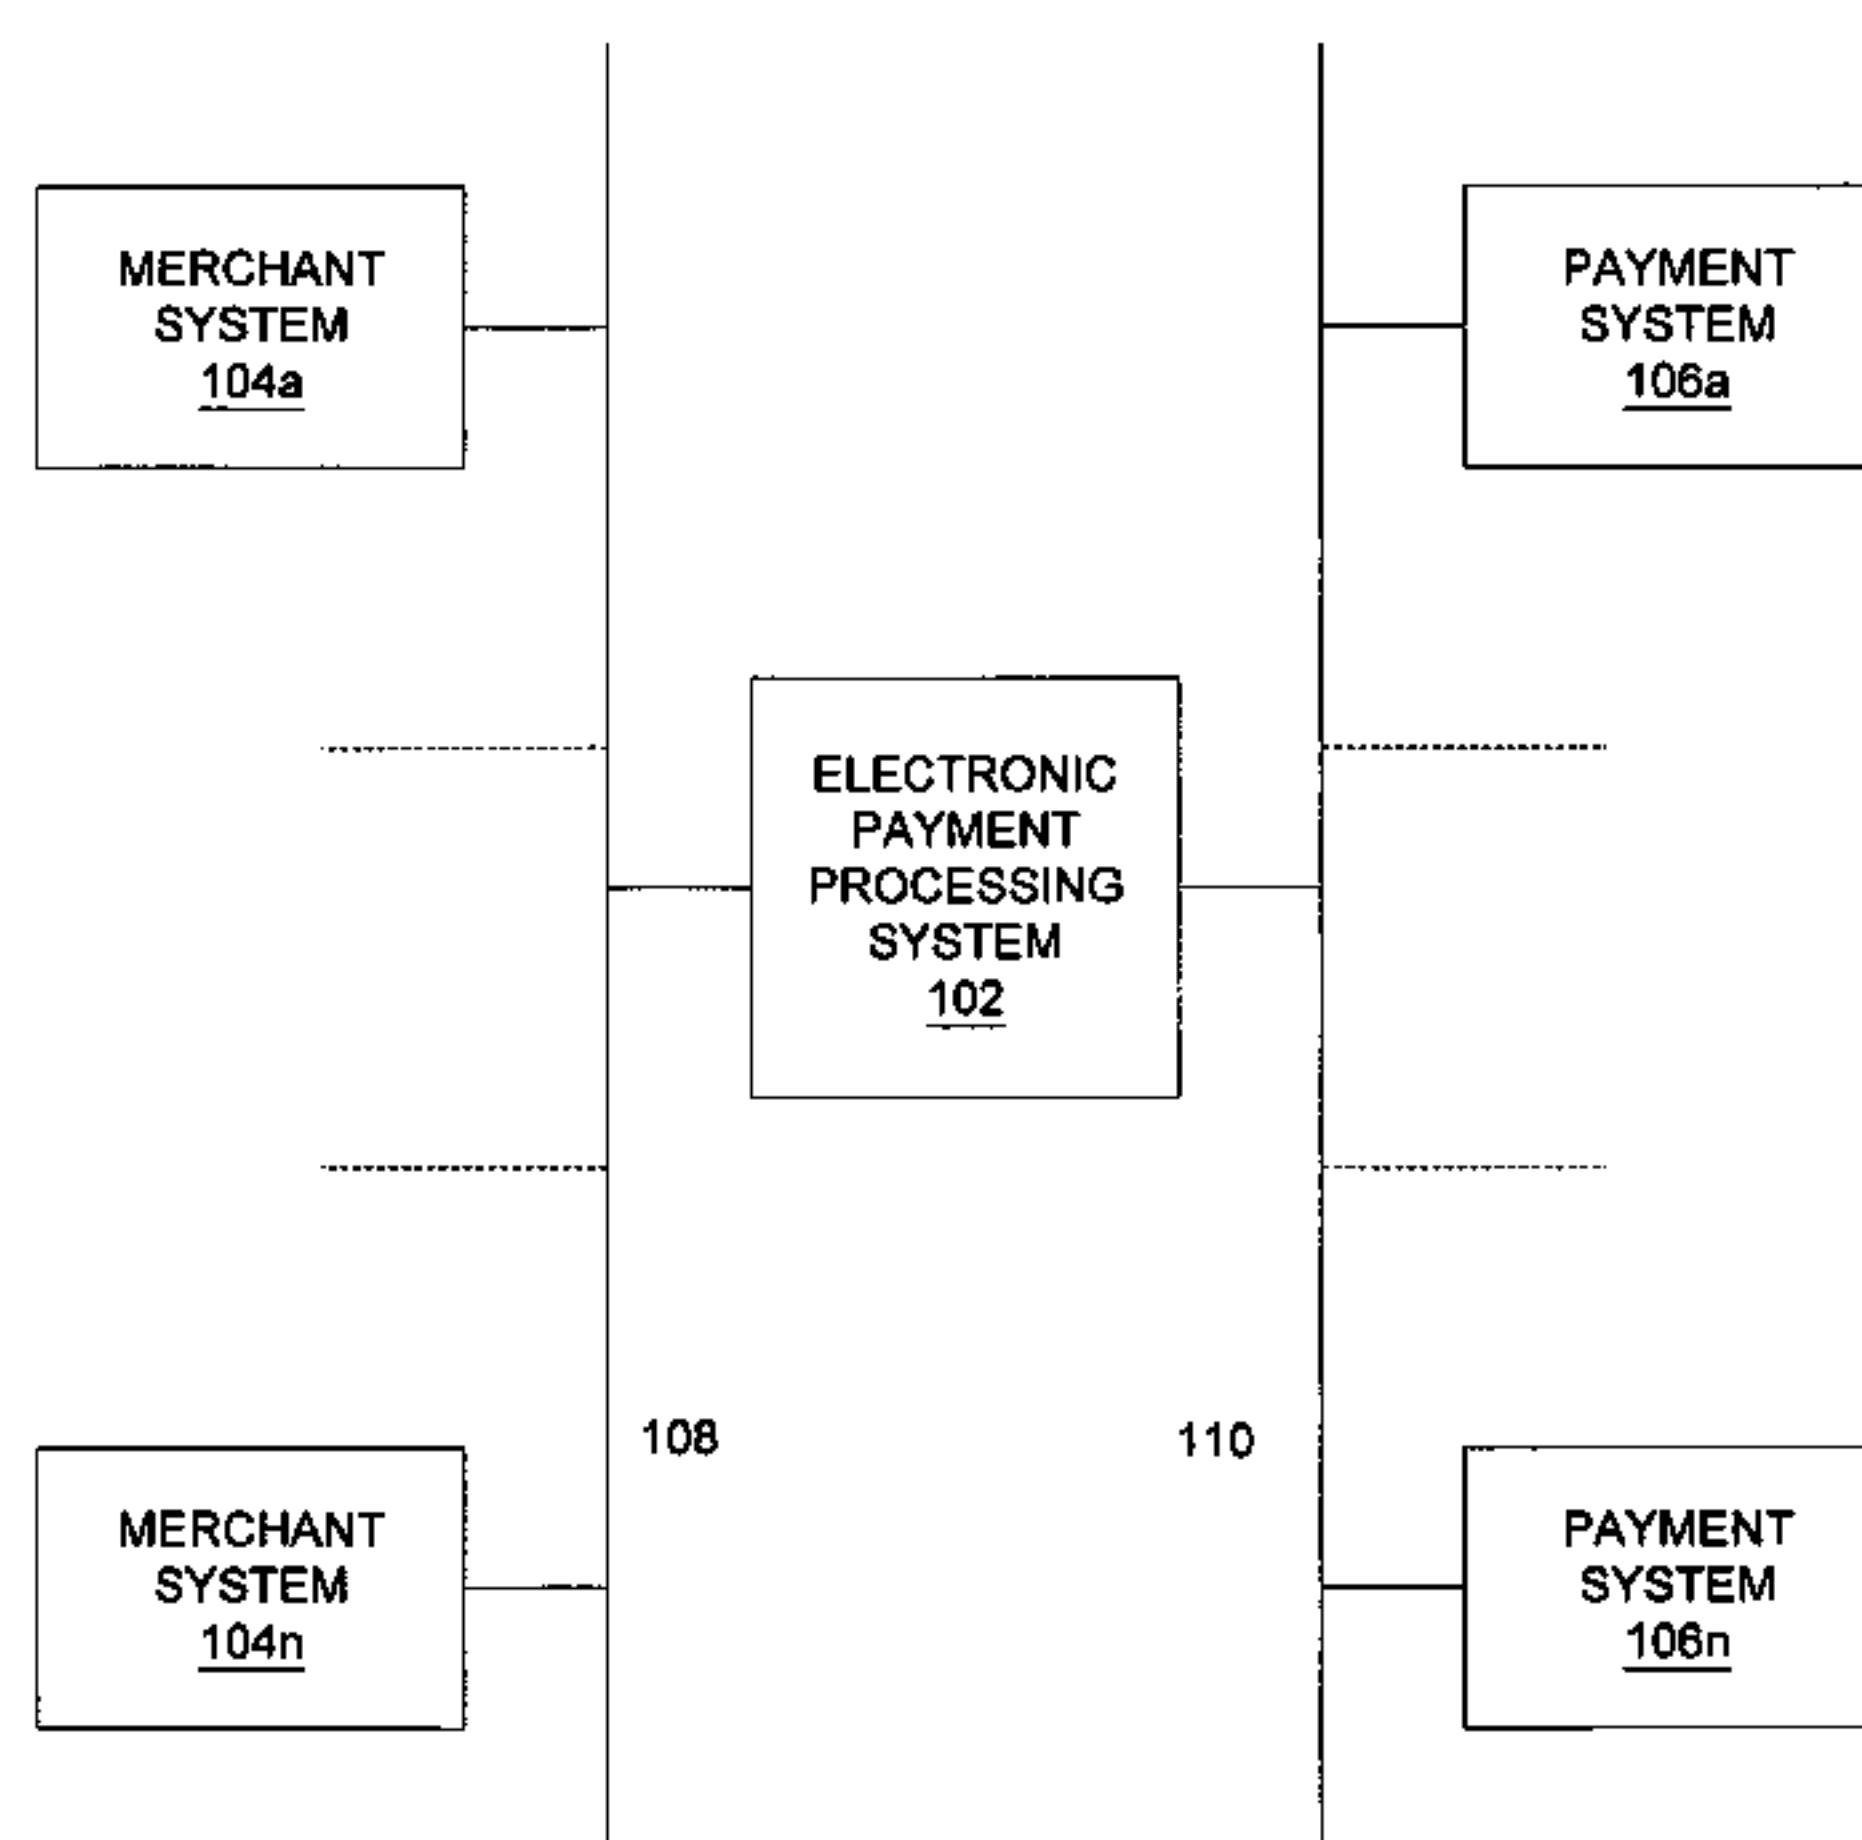 MERCHANT
SYSTEM
104a
PAYMENT
SYSTEM
106a
ELECTRONIC
PAYMENT
PROCESSING
SYSTEM
102
108
110
MERCHANT
SYSTEM
104n
PAYMENT
SYSTEM
106n